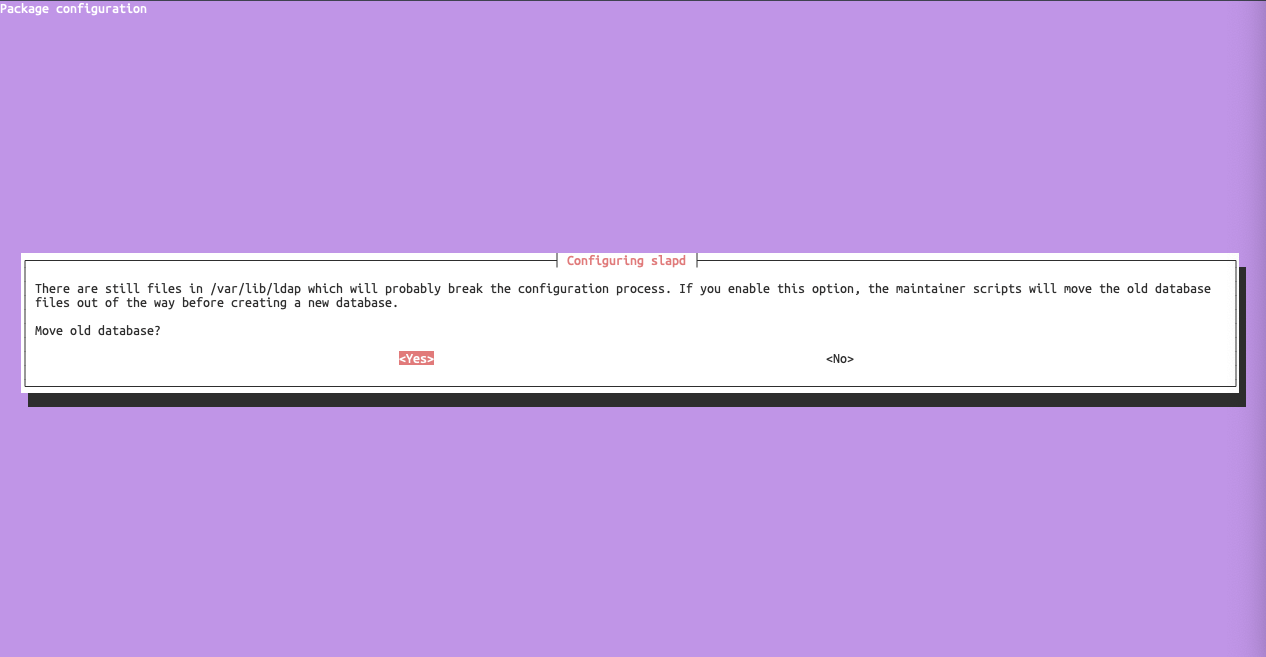 Package configuration
Configuring slapd
There are still files in /var/lib/ldap which will probably break the configuration process. If you enable this option, the maintainer scripts will move the old database
files out of the way before creating a new database.
Move old database?
<Yes> <No>